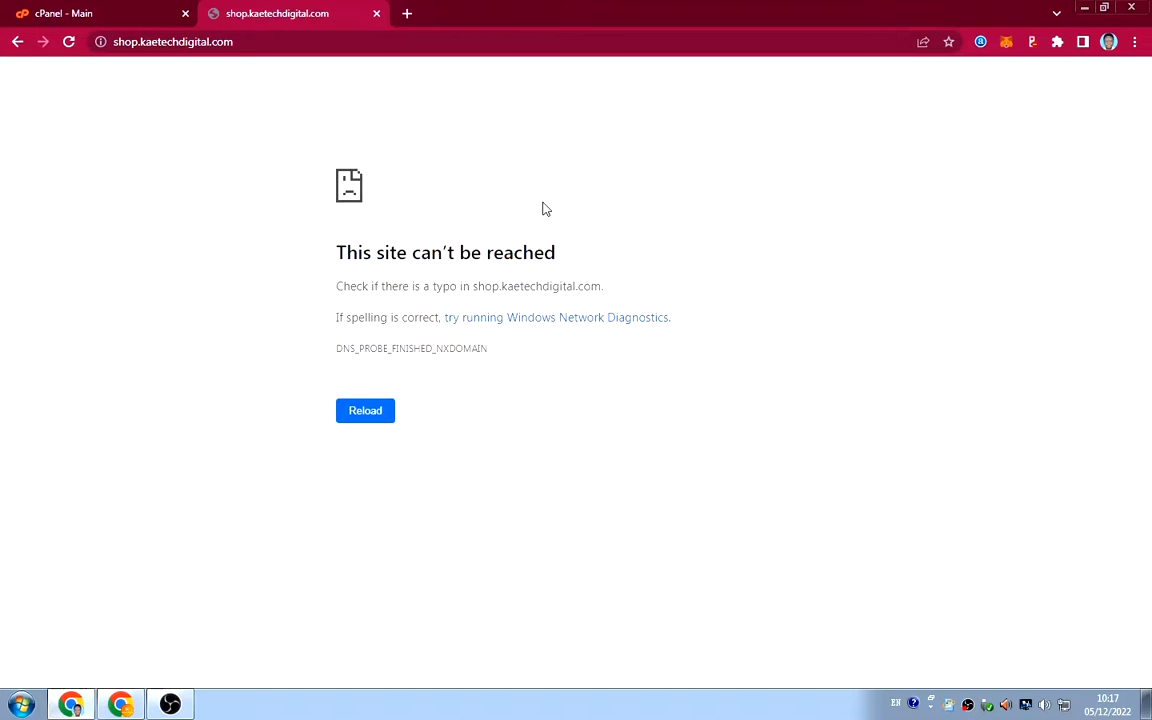 cPanel - Main
shop.kaetechdigital.com
shop.kaetechdigital.com
This site can't be reached
Check if there is a typo in shop.kaetechdigital.com.
If spelling is correct, try running Windows Network Diagnostics.
DNS_PROBE_FINISHED_NXDOMAIN
Reload
EN
10:17
05/12/2022